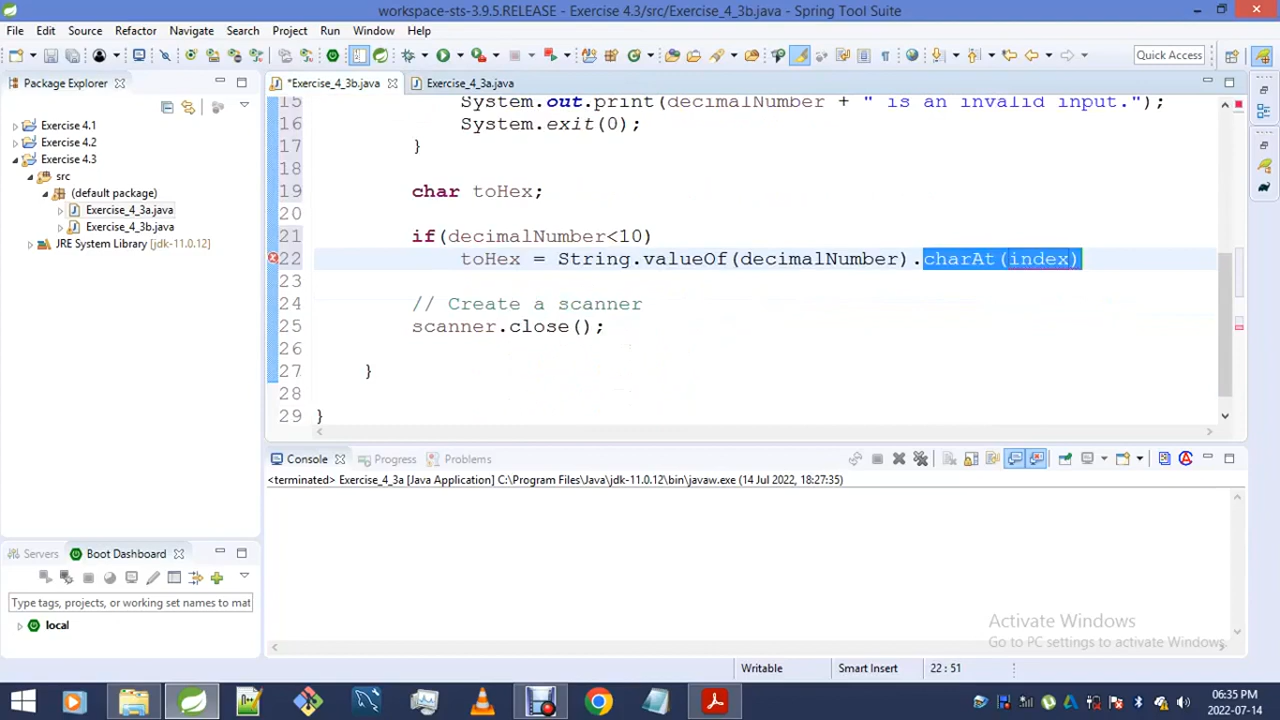 workspace-sts-3.9.5.RELEASE - Exercise 4.3/src/Exercise_4_3b.java - Spring Tool Suite
File Edit Source Refactor Navigate Search Project Run Window Help
Quick Access
Package Explorer
*Exercise_4_3b.java
Exercise_4_3a.java
Exercise 4.1
Exercise 4.2
Exercise 4.3
src
(default package)
Exercise_4_3a.java
Exercise_4_3b.java
JRE System Library [jdk-11.0.12]
15 System.out.print(decimalNumber + " is an invalid input.");
16 System.exit(0);
17 }
18
19 char toHex;
20
21 if(decimalNumber<10)
22 toHex = String.valueOf(decimalNumber).charAt(index)
23
24 // Create a scanner
25 scanner.close();
26
27 }
28
29 }
Console Progress Problems
<terminated> Exercise_4_3a [Java Application] C:\Program Files\Java\jdk-11.0.12\bin\javaw.exe (14 Jul 2022, 18:27:35)
Servers Boot Dashboard
Type tags, projects, or working set names to mat
local
Activate Windows
Go to PC settings to activate Windows.
Writable Smart Insert 22 : 51
06:35 PM
2022-07-14